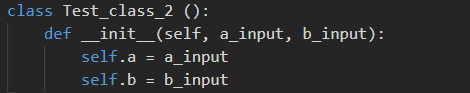 class Test_class_2 ():
    def __init__(self, a_input, b_input):
        self.a = a_input
        self.b = b_input